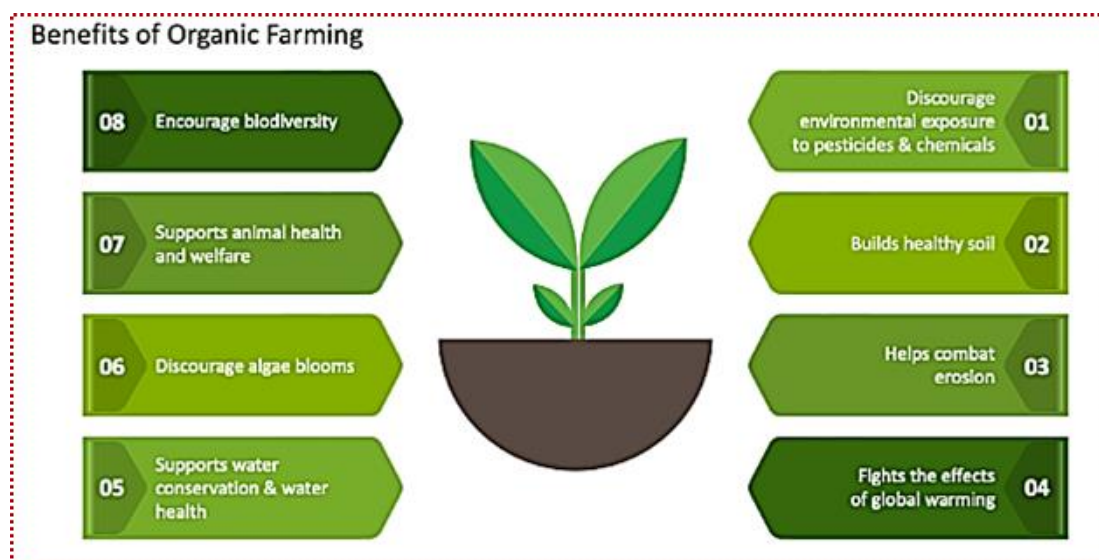 Benefits of Organic Farming
08
Encourage biodiversity
07
Supports animal health
and welfare
06
Discourage algae blooms
05
Supports water
conservation & water
health
Discourage
environmental exposure
to pesticides & chemicals
01
Builds healthy soil
02
Helps combat
erosion
03
Fights the effects
of global warming
04